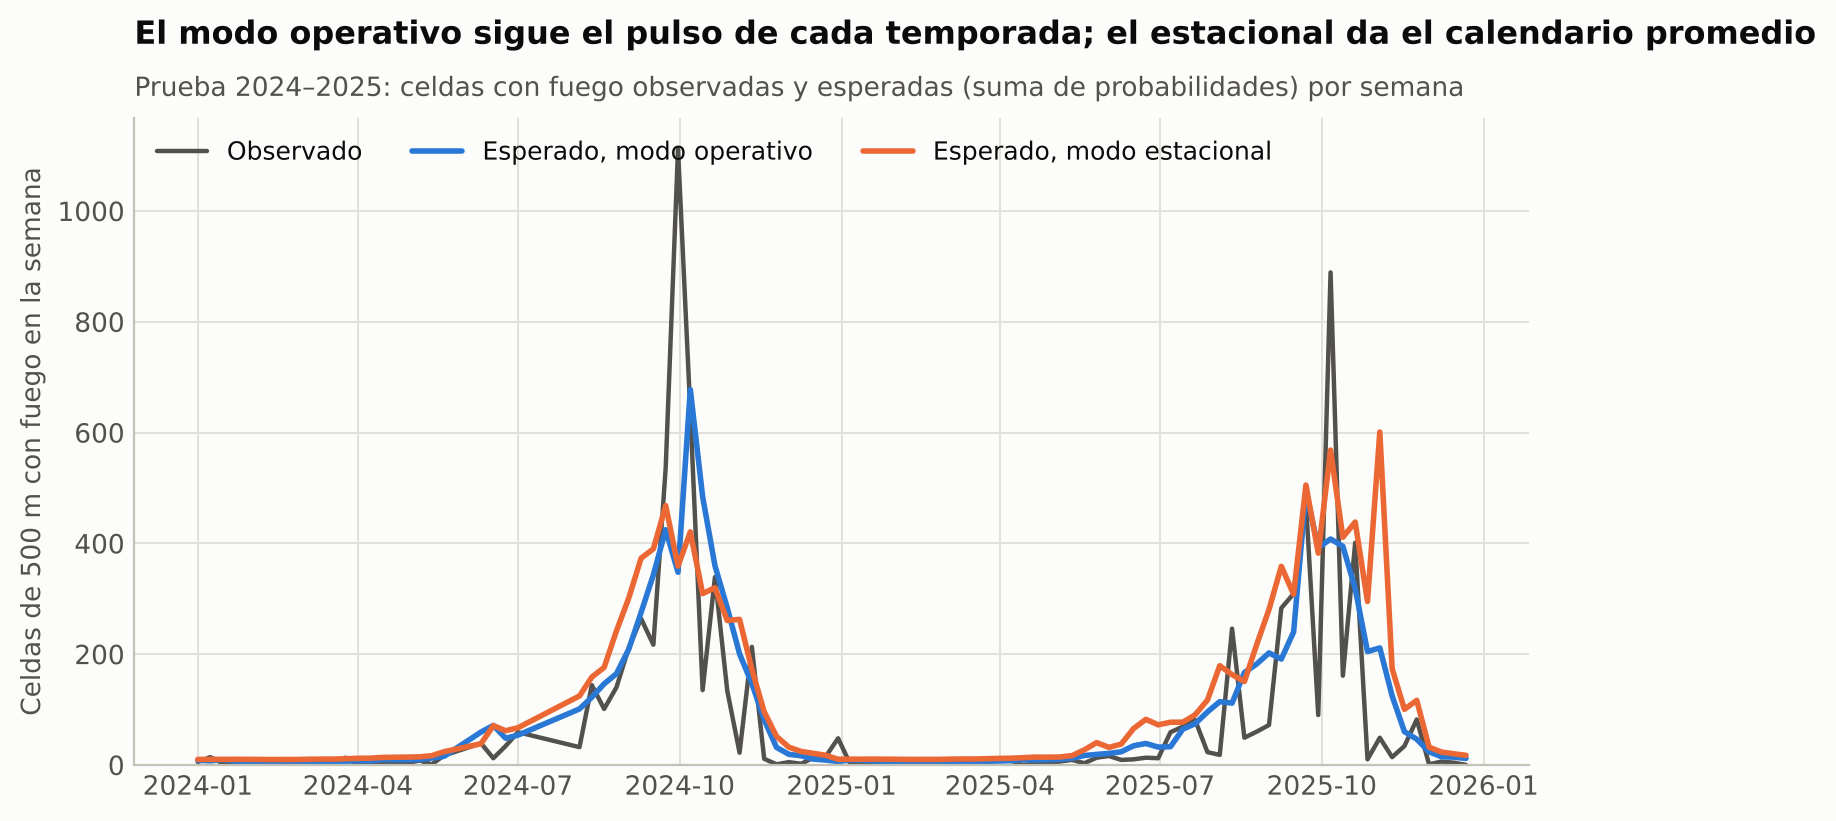 El modo operativo sigue el pulso de cada temporada; el estacional da el calendario promedio
Prueba 2024–2025: celdas con fuego observadas y esperadas (suma de probabilidades) por semana
Observado
Esperado, modo operativo
Esperado, modo estacional
Celdas de 500 m con fuego en la semana
1000
800
600
400
200
0
2024-01
2024-04
2024-07
2024-10
2025-01
2025-04
2025-07
2025-10
2026-01